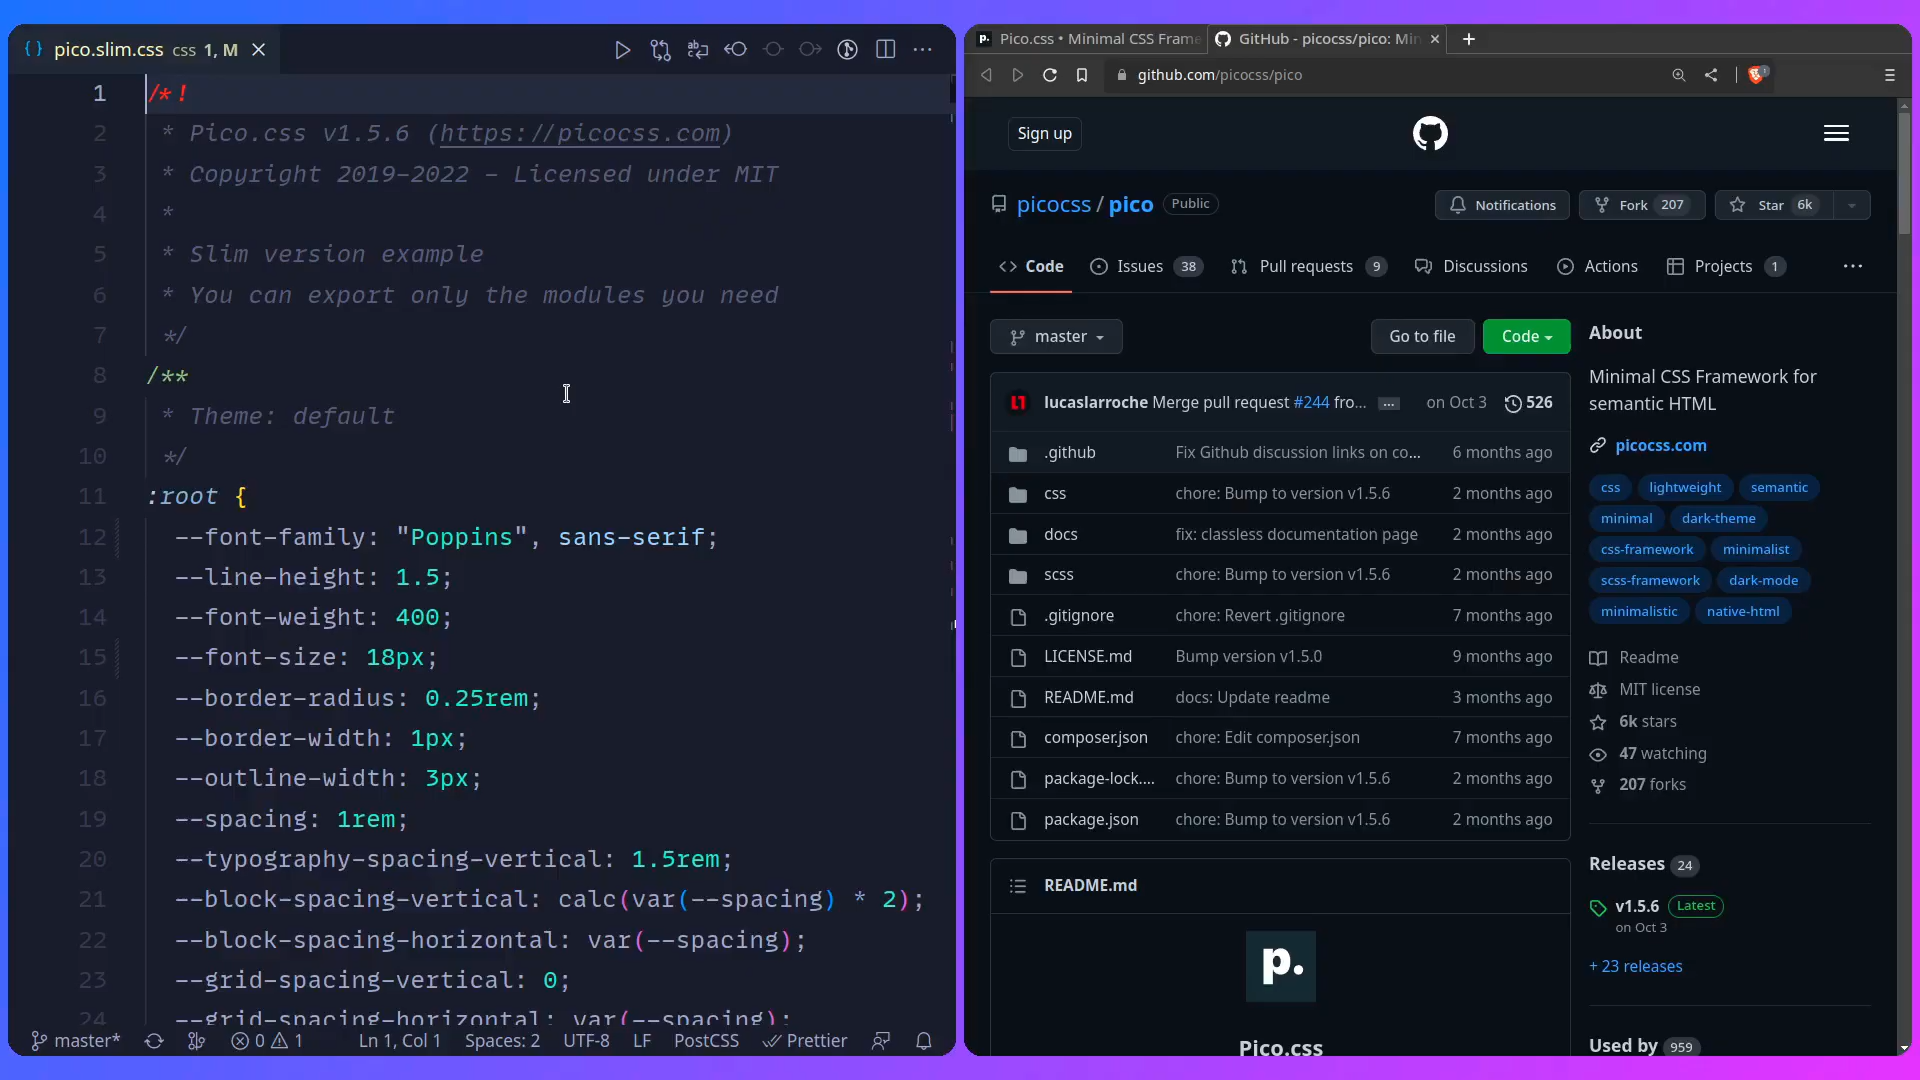 pico.slim.css css 1, M
/*!
* Pico.css v1.5.6 (https://picocss.com)
* Copyright 2019-2022 - Licensed under MIT
*
* Slim version example
* You can export only the modules you need
*/
/**
* Theme: default
*/
:root {
--font-family: "Poppins", sans-serif;
--line-height: 1.5;
--font-weight: 400;
--font-size: 18px;
--border-radius: 0.25rem;
--border-width: 1px;
--outline-width: 3px;
--spacing: 1rem;
--typography-spacing-vertical: 1.5rem;
--block-spacing-vertical: calc(var(--spacing) * 2);
--block-spacing-horizontal: var(--spacing);
--grid-spacing-vertical: 0;
--grid-spacing-horizontal: var(--spacing);
1
2
3
4
5
6
7
8
9
10
11
12
13
14
15
16
17
18
19
20
21
22
23
24
master* 0 1 Ln 1, Col 1 Spaces: 2 UTF-8 LF PostCSS Prettier
Pico.css • Minimal CSS Frame
GitHub - picocss/pico: Min
github.com/picocss/pico
Sign up
picocss / pico Public
Notifications Fork 207 Star 6k
Code Issues 38 Pull requests 9 Discussions Actions Projects 1
master Go to file Code
lucaslarroche Merge pull request #244 fro... ... on Oct 3 526
.github Fix Github discussion links on co... 6 months ago
css chore: Bump to version v1.5.6 2 months ago
docs fix: classless documentation page 2 months ago
scss chore: Bump to version v1.5.6 2 months ago
.gitignore chore: Revert .gitignore 7 months ago
LICENSE.md Bump version v1.5.0 9 months ago
README.md docs: Update readme 3 months ago
composer.json chore: Edit composer.json 7 months ago
package-lock.... chore: Bump to version v1.5.6 2 months ago
package.json chore: Bump to version v1.5.6 2 months ago
README.md
p.
Pico.css
About
Minimal CSS Framework for
semantic HTML
picocss.com
css lightweight semantic
minimal dark-theme
css-framework minimalist
scss-framework dark-mode
minimalistic native-html
Readme
MIT license
6k stars
47 watching
207 forks
Releases 24
v1.5.6 Latest
on Oct 3
+ 23 releases
Used by 959